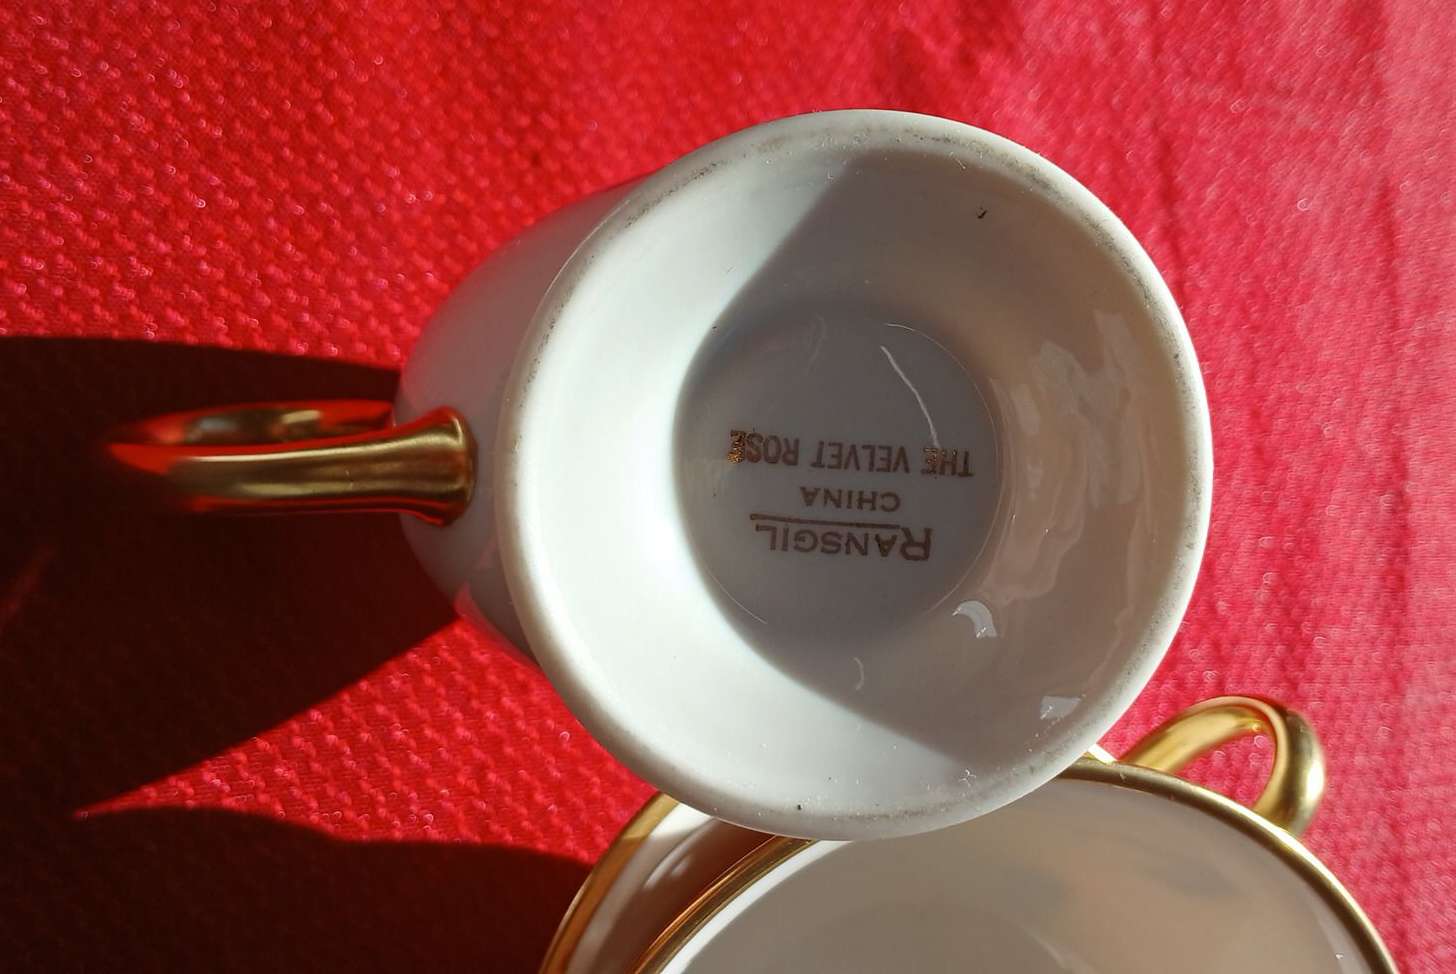 RANSGIL
CHINA
THE VELVET ROSE